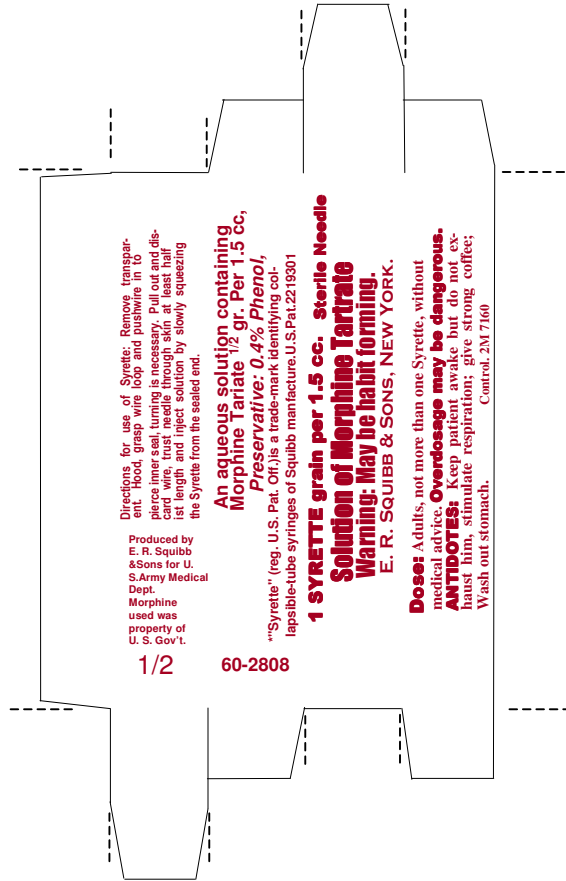 Directions for use of Syrette: Remove transpar-
ent. Hood, grasp wire loop and pushwire in to
pierce inner seal, turning is necessary. Pull out and dis-
card wire, trust needle through skin at least half
ist length and inject solution by slowly squeezing
the Syrette from the sealed end.
Produced by
E. R. Squibb
&Sons for U.
S.Army Medical
Dept.
Morphine
used was
property of
U. S. Gov't.
1/2
An aqueous solution containing
Morphine Tariate 1/2 gr. Per 1.5 cc,
Preservative: 0.4% Phenol,
*"Syrette" (reg. U.S. Pat. Off.)is a trade-mark identifying col-
lapsible-tube syringes of Squibb manfacture.U.S.Pat.2219301
60-2808
1 SYRETTE grain per 1.5 cc. Sterile Needle
Solution of Morphine Tartrate
Warning: May be habit forming.
E. R. SQUIBB & SONS, NEW YORK.
Dose: Adults, not more than one Syrette, without
medical advice. Overdosage may be dangerous.
ANTIDOTES: Keep patient awake but do not ex-
haust him, stimulate respiration; give strong coffee;
Wash out stomach. Control. 2M 7160